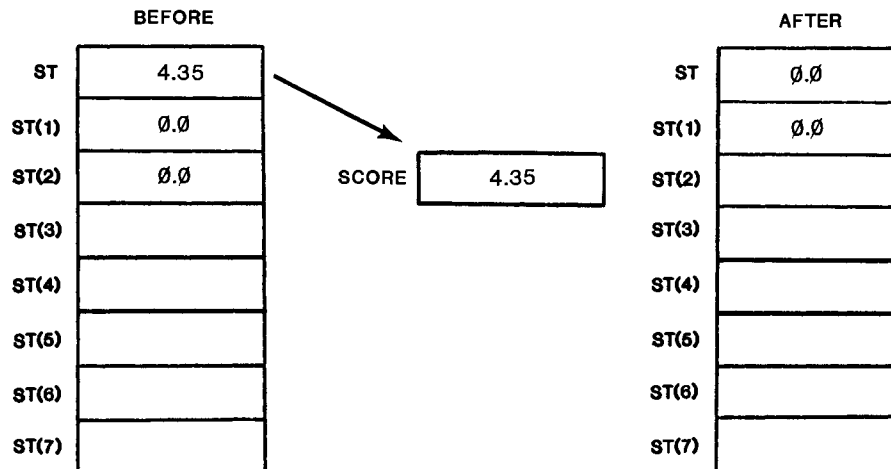 BEFORE
AFTER
ST 4.35 ST 0.0
ST(1) 0.0 ST(1) 0.0
ST(2) 0.0 SCORE 4.35 ST(2)
ST(3) ST(3)
ST(4) ST(4)
ST(5) ST(5)
ST(6) ST(6)
ST(7) ST(7)